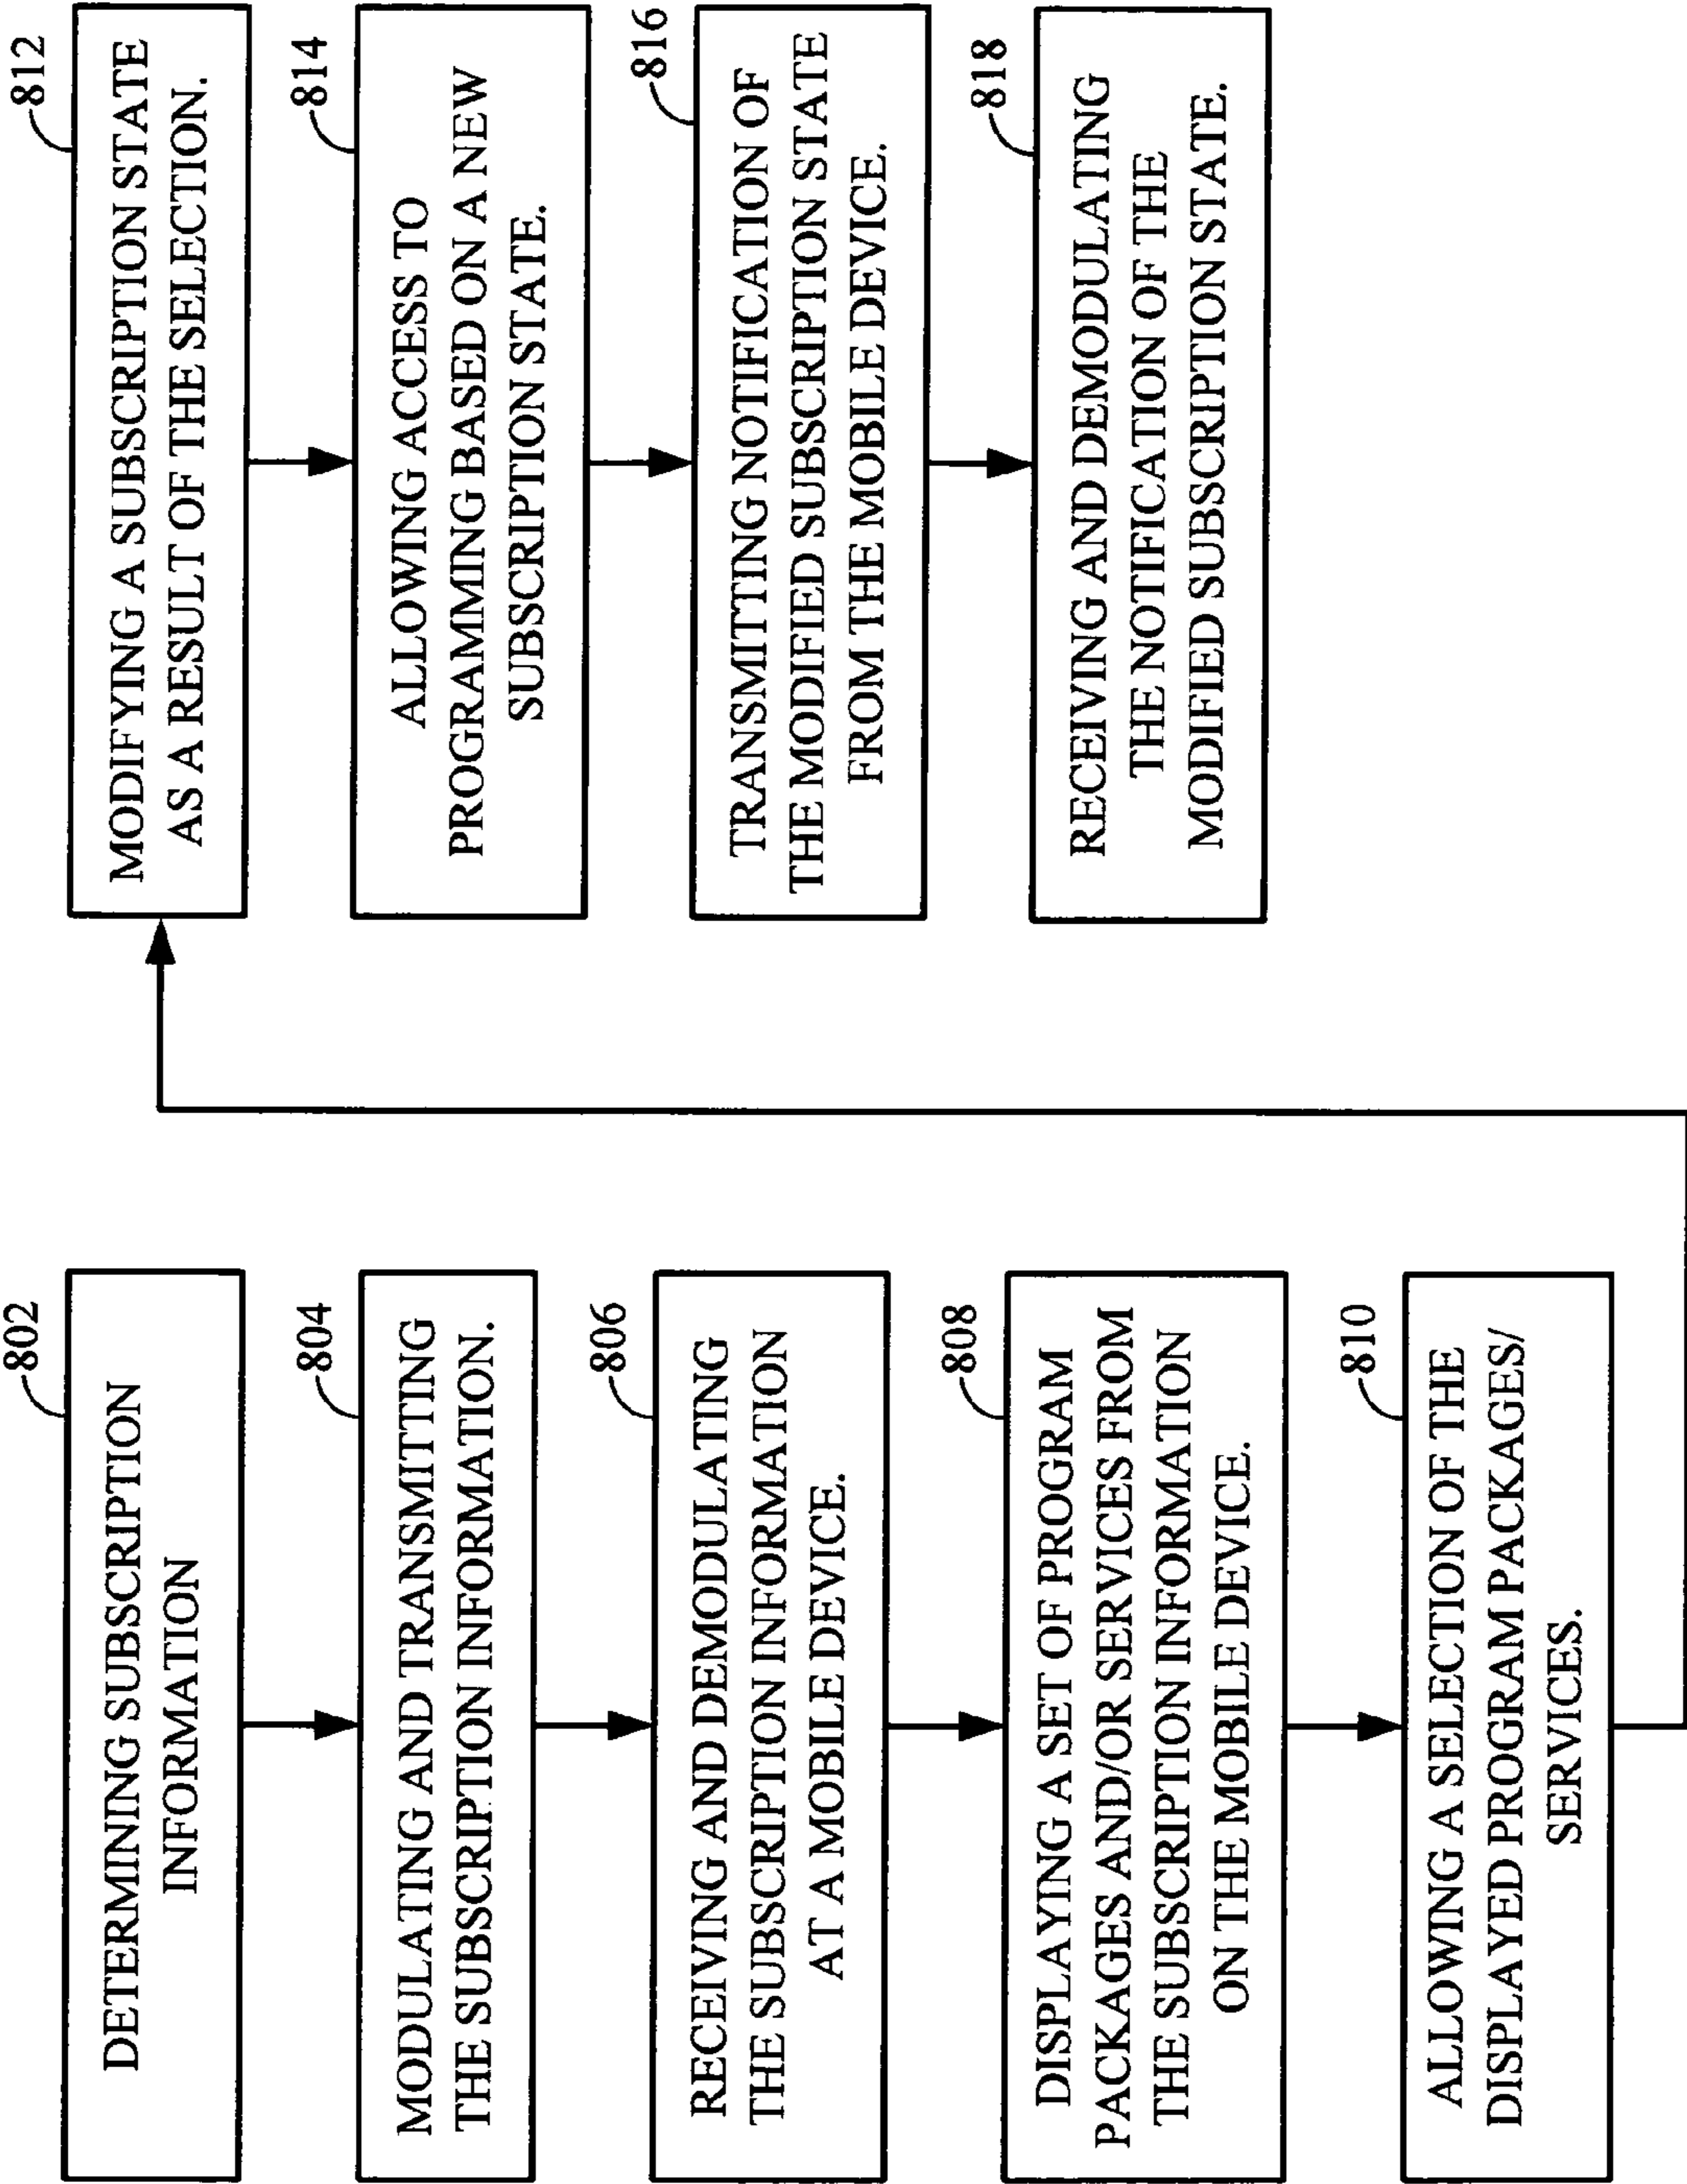 802
DETERMINING SUBSCRIPTION
INFORMATION
804
MODULATING AND TRANSMITTING
THE SUBSCRIPTION INFORMATION.
806
RECEIVING AND DEMODULATING
THE SUBSCRIPTION INFORMATION
AT A MOBILE DEVICE.
808
DISPLAYING A SET OF PROGRAM
PACKAGES AND/OR SERVICES FROM
THE SUBSCRIPTION INFORMATION
ON THE MOBILE DEVICE.
810
ALLOWING A SELECTION OF THE
DISPLAYED PROGRAM PACKAGES/
SERVICES.
812
MODIFYING A SUBSCRIPTION STATE
AS A RESULT OF THE SELECTION.
814
ALLOWING ACCESS TO
PROGRAMMING BASED ON A NEW
SUBSCRIPTION STATE.
816
TRANSMITTING NOTIFICATION OF
THE MODIFIED SUBSCRIPTION STATE
FROM THE MOBILE DEVICE.
818
RECEIVING AND DEMODULATING
THE NOTIFICATION OF THE
MODIFIED SUBSCRIPTION STATE.